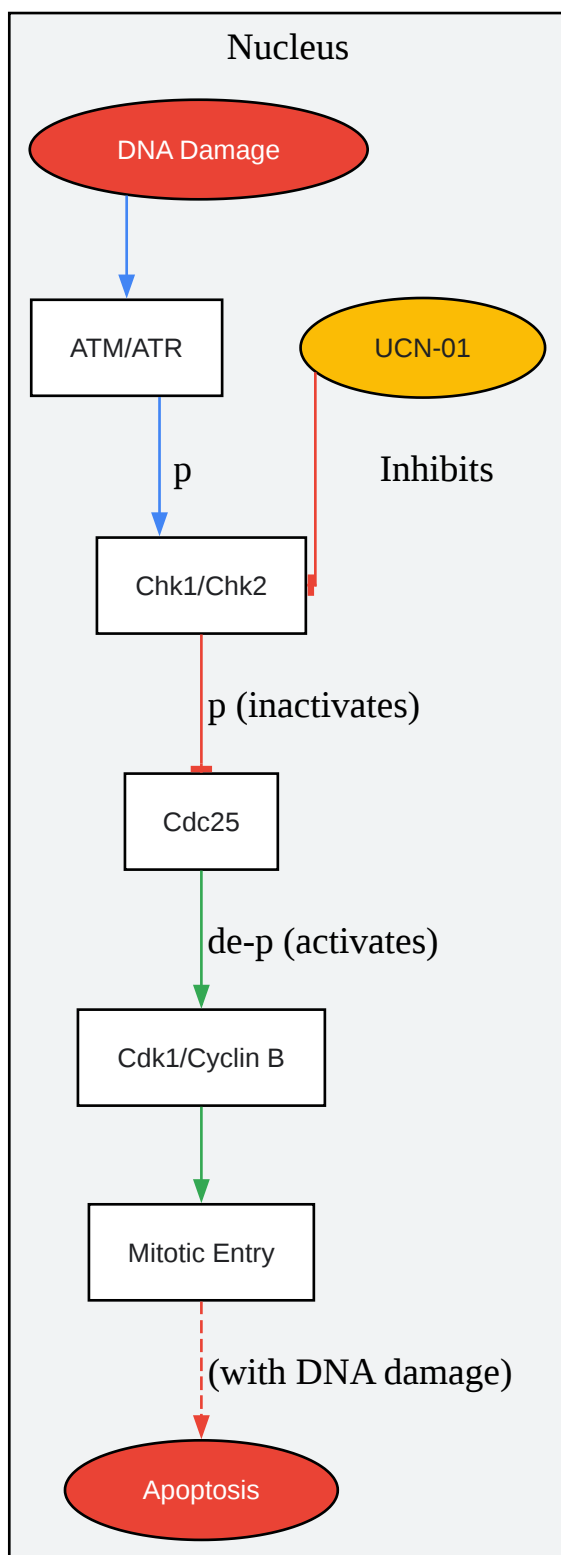 Nucleus
DNA Damage
ATM/ATR
UCN-01
p
Inhibits
Chk1/Chk2
p (inactivates)
Cdc25
de-p (activates)
Cdk1/Cyclin B
Mitotic Entry
(with DNA damage)
Apoptosis